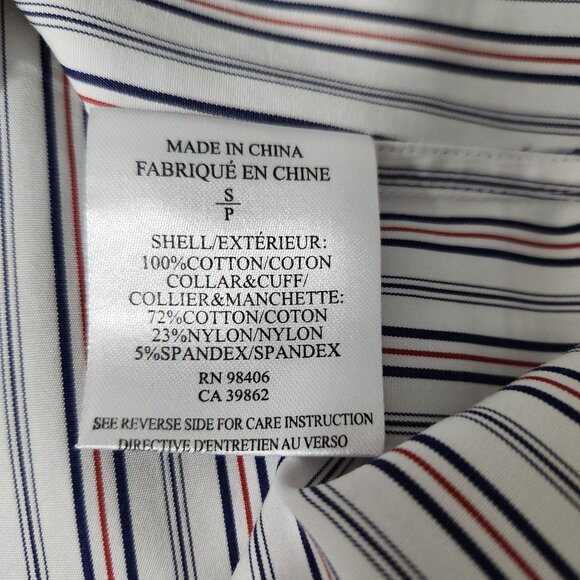 MADE IN CHINA
FABRIQUÉ EN CHINE
S
P
SHELL/EXTÉRIEUR:
100%COTTON/COTON
COLLAR&CUFF/
COLLIER&MANCHETTE:
72%COTTON/COTON
23%NYLON/NYLON
5%SPANDEX/SPANDEX
RN 98406
CA 39862
SEE REVERSE SIDE FOR CARE INSTRUCTION
DIRECTIVE D'ENTRETIEN AU VERSO